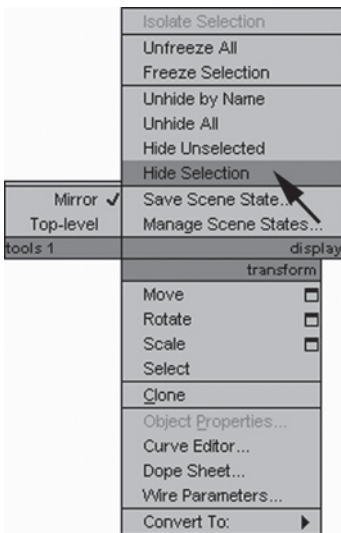 Isolate Selection
Unfreeze All
Freeze Selection
Unhide by Name
Unhide All
Hide Unselected
Hide Selection
Mirror ✓ Save Scene State...
Top-level Manage Scene States...
tools 1 display
transform
Move
Rotate
Scale
Select
Clone
Object Properties...
Curve Editor...
Dope Sheet...
Wire Parameters...
Convert To: